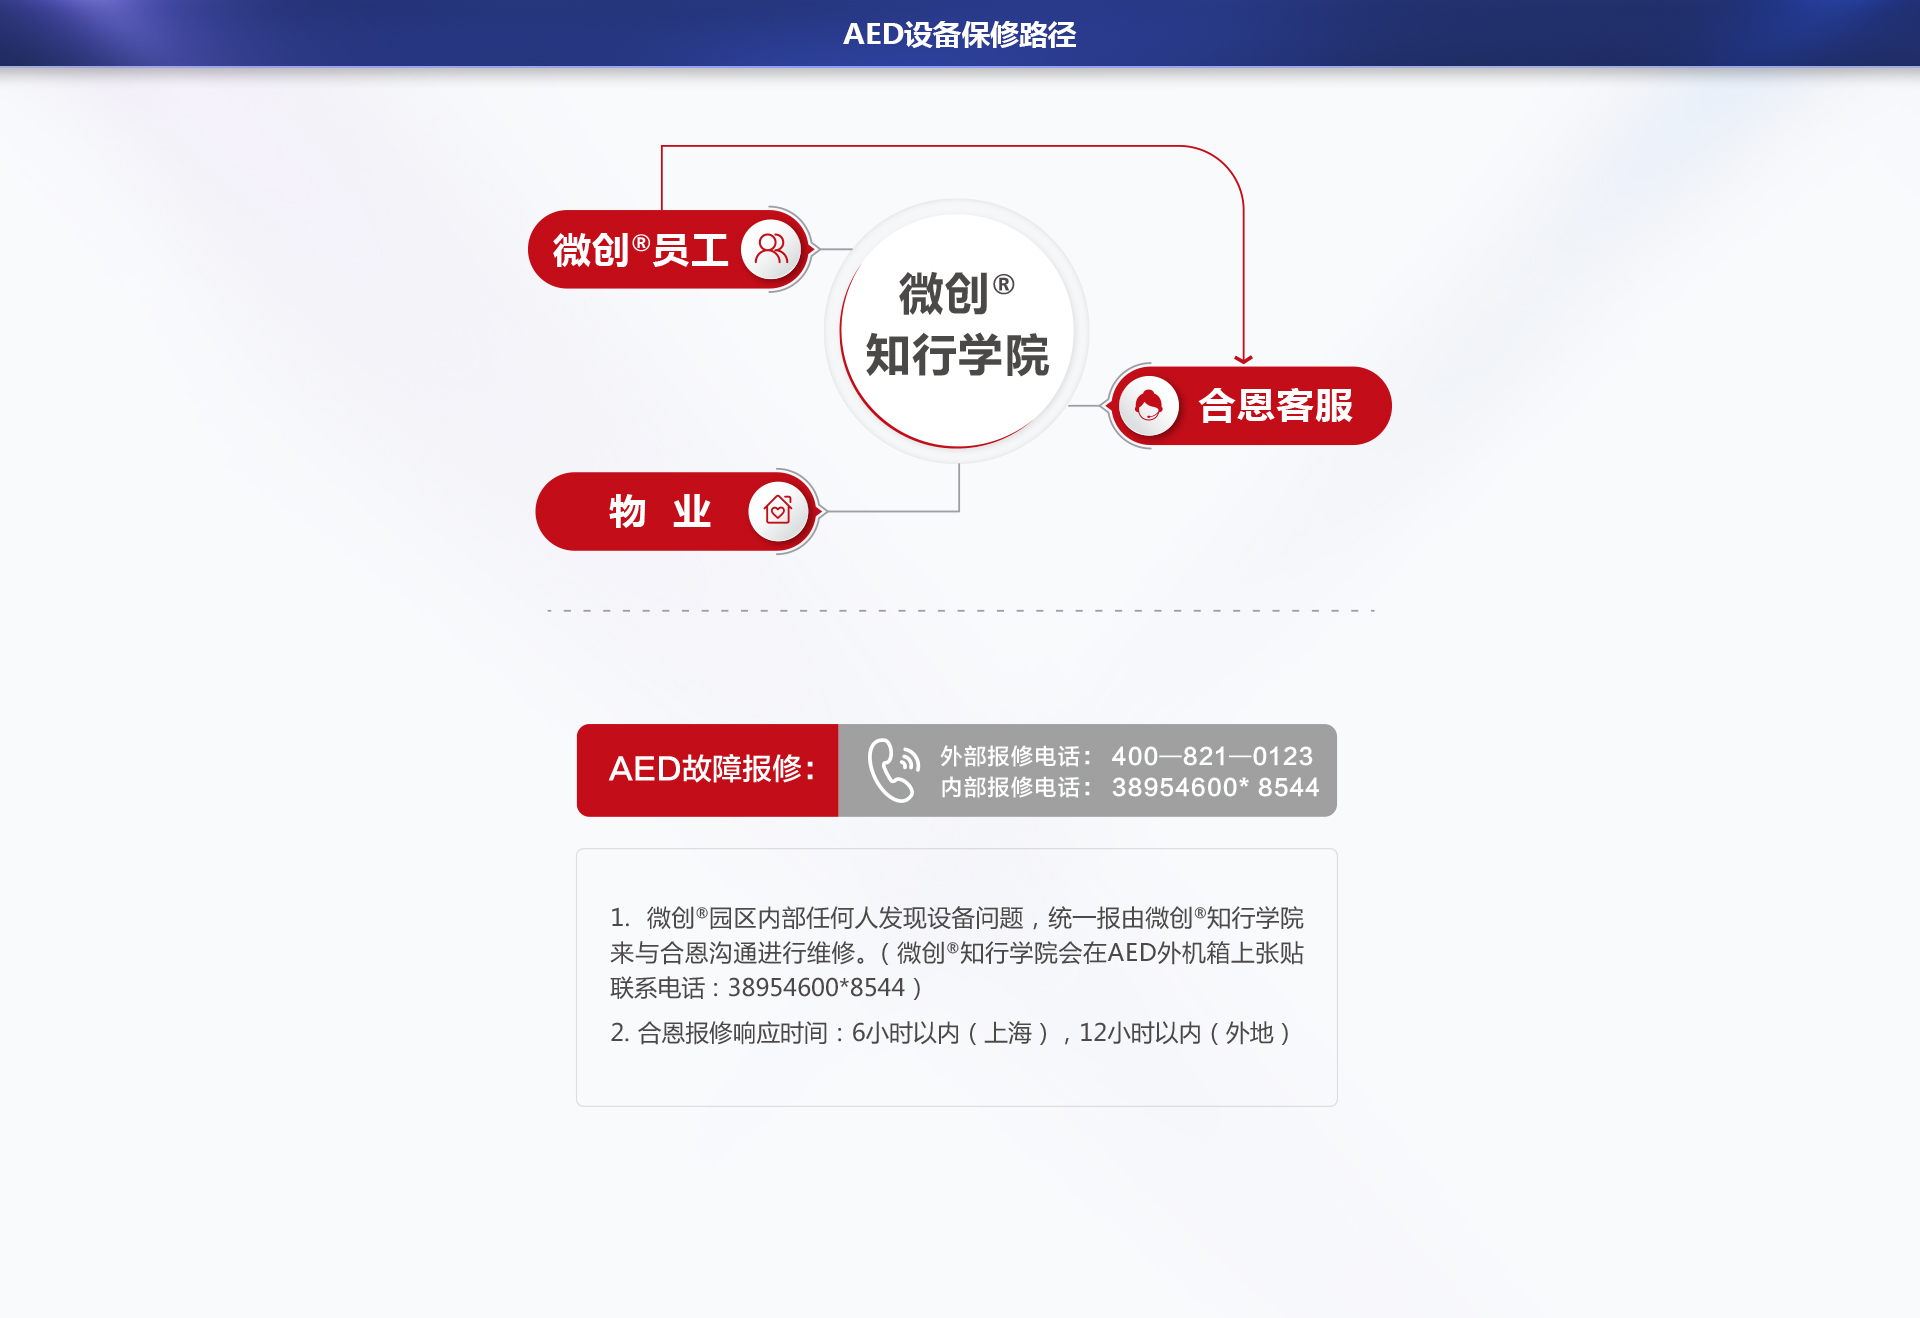 AED设备保修路径
微创®员工
微创®
知行学院
合恩客服
物 业
AED故障报修：
外部报修电话： 400—821—0123
内部报修电话： 38954600* 8544
1. 微创®园区内部任何人发现设备问题，统一报由微创®知行学院
来与合恩沟通进行维修。（微创®知行学院会在AED外机箱上张贴
联系电话：38954600*8544）
2. 合恩报修响应时间：6小时以内（上海），12小时以内（外地）